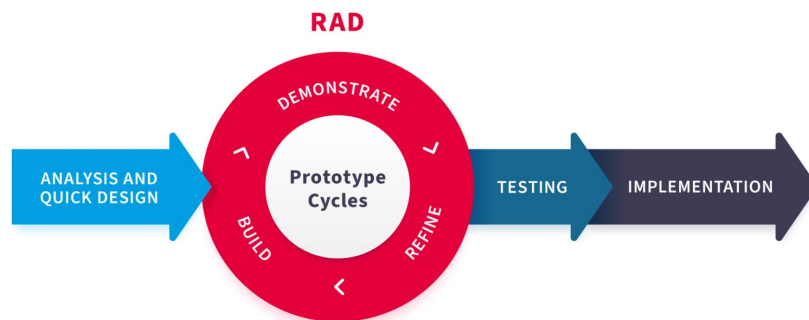 RAD
ANALYSIS AND
QUICK DESIGN
DEMONSTRATE
Prototype
Cycles
BUILD
REFINE
TESTING
IMPLEMENTATION